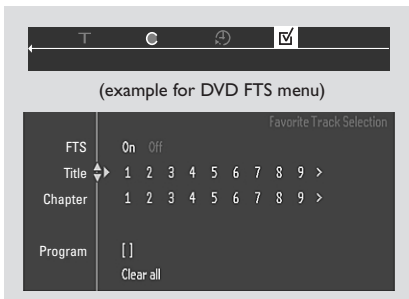 T C
(example for DVD FTS menu)
Favorite Track Selection
FTS On Off
Title 1 2 3 4 5 6 7 8 9 >
Chapter 1 2 3 4 5 6 7 8 9 >
Program [ ]
Clear all